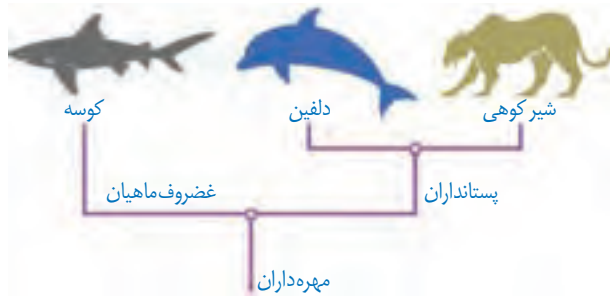 شیر کوهی
دلفین
کوسه
پستانداران
غضروف‌ماهیان
مهره‌داران